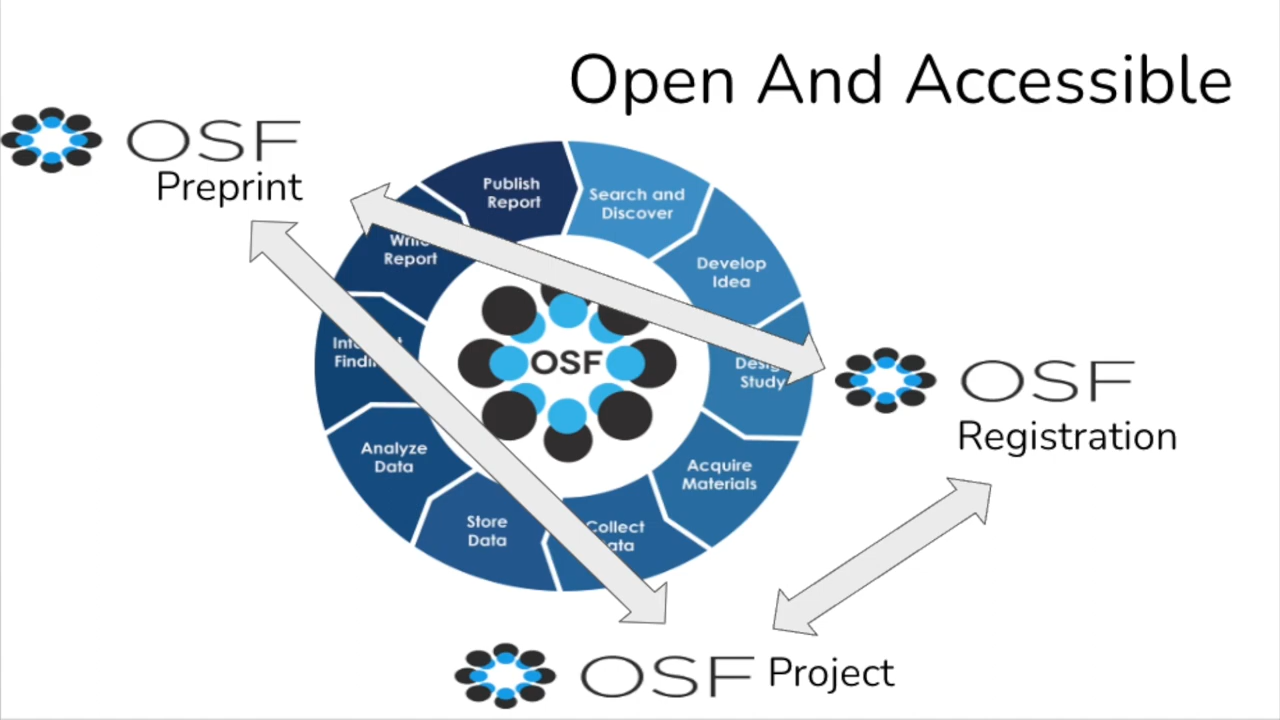 Open And Accessible
OSF
Preprint
Publish
Report
Search and
Discover
Develop
Idea
Study
Acquire
Materials
Collect
Store
Data
Analyze
Data
Report
OSF
OSF
Registration
OSF Project